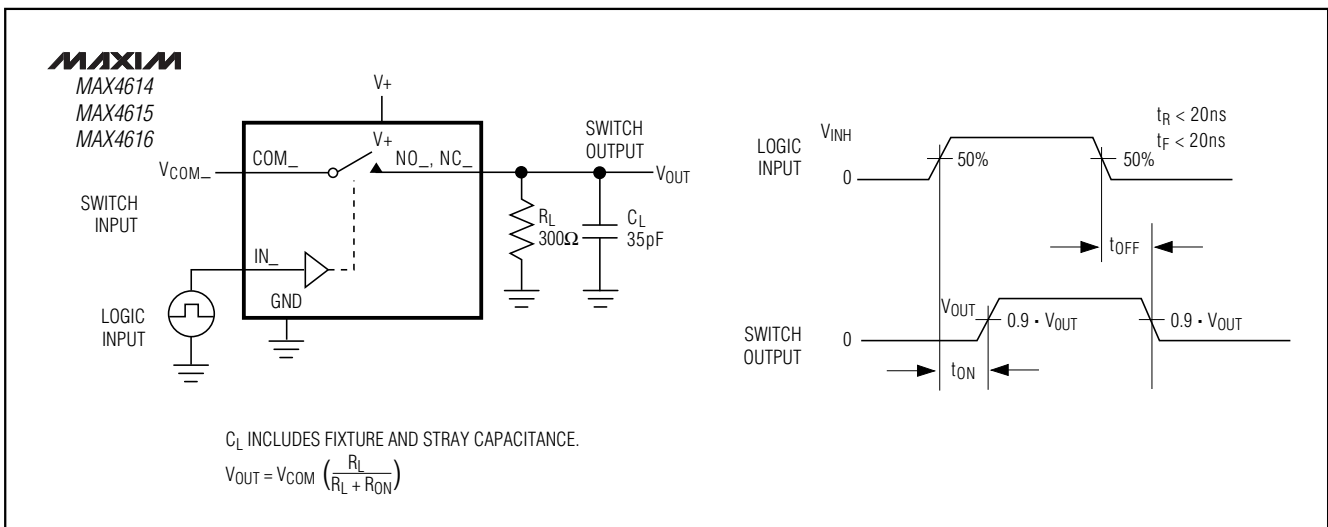 MAXIM
MAX4614
MAX4615
MAX4616
V+
V+
COM_
NO_, NC_
VCOM_
SWITCH
INPUT
SWITCH
OUTPUT
VOUT
RL
300Ω
CL
35pF
IN_
GND
LOGIC
INPUT
CL INCLUDES FIXTURE AND STRAY CAPACITANCE.
VOUT = VCOM (RL / RL + RON)
tR < 20ns
tF < 20ns
LOGIC
INPUT
VINH
50%
50%
0
tOFF
SWITCH
OUTPUT
VOUT
0.9 · VOUT
0.9 · VOUT
0
tON